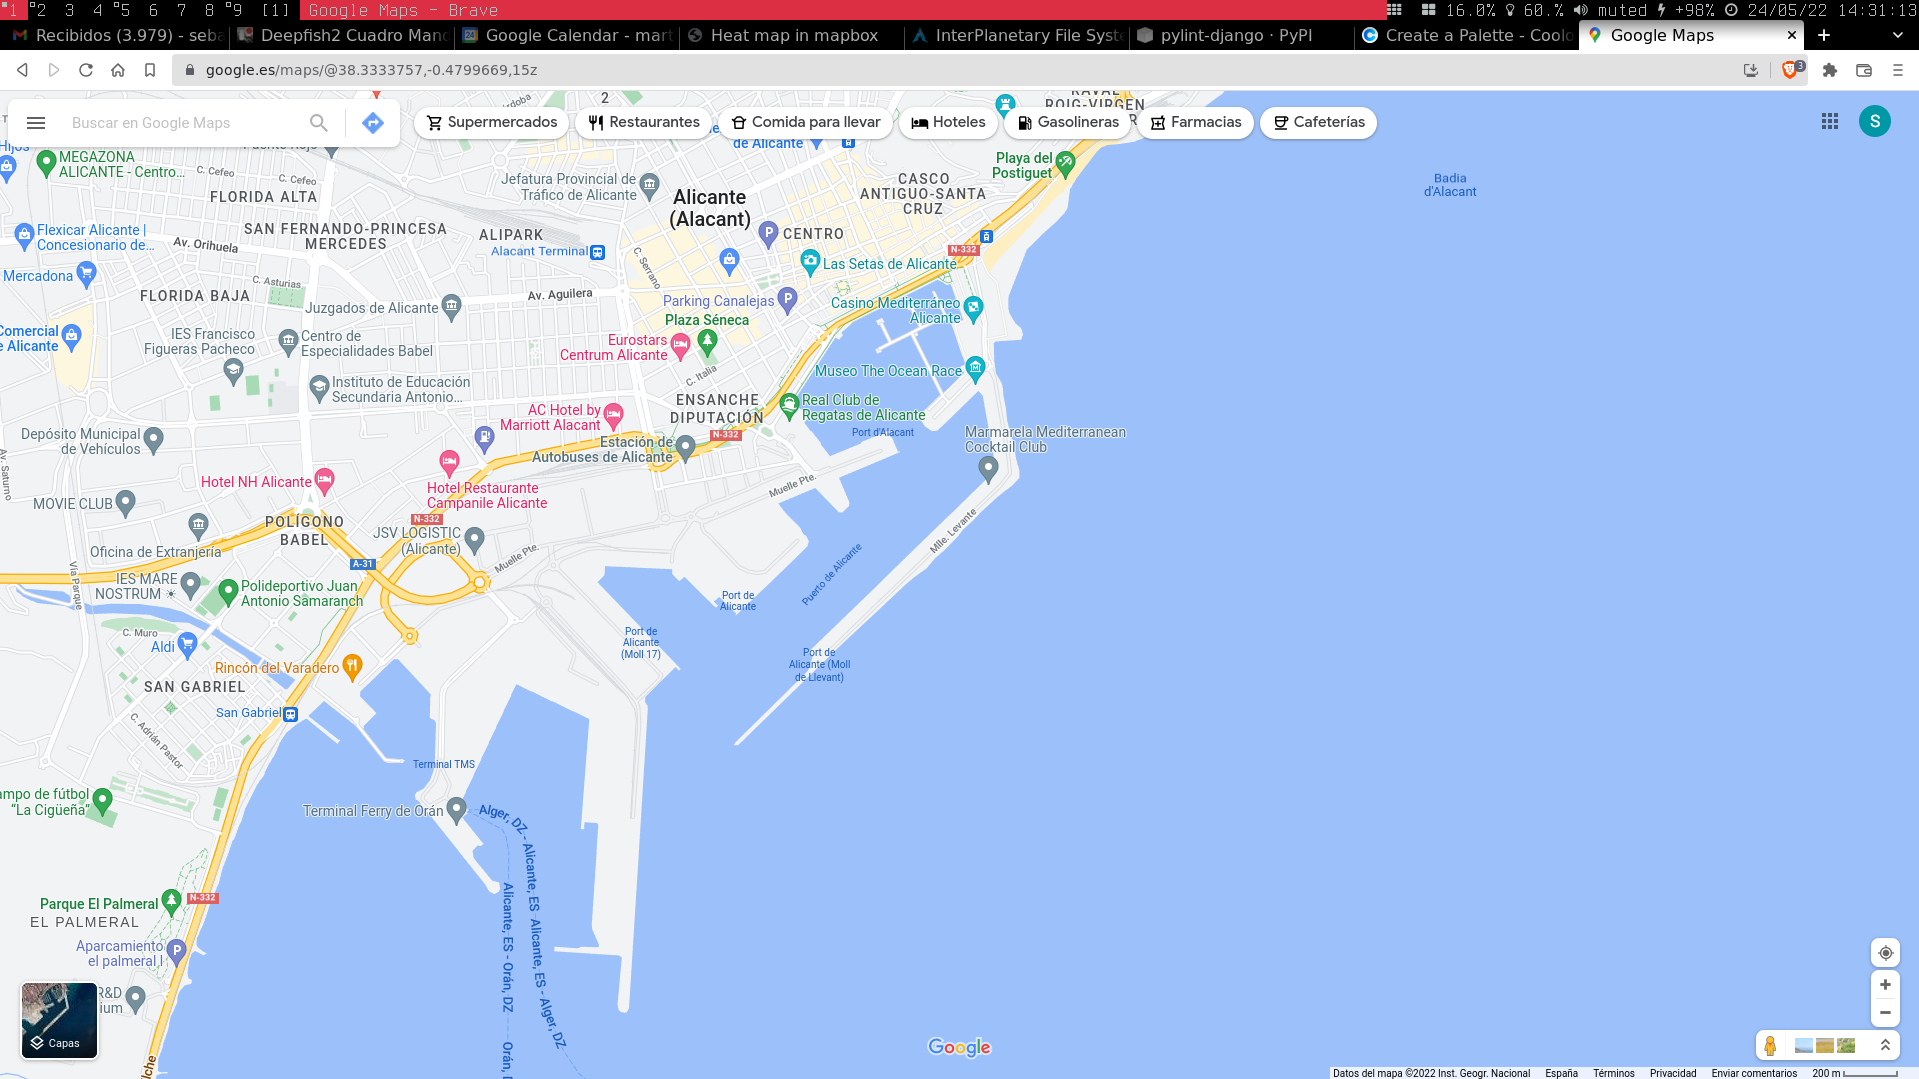 1 2 3 4 5 6 7 8 9 [1] Google Maps - Brave
16.0% 60.% muted +98% 24/05/22 14:31:13
Recibidos (3.979) - seba
Deepfish2 Cuadro Mand
Google Calendar - mart
Heat map in mapbox
InterPlanetary File Syste
pylint-django · PyPI
Create a Palette - Coolo
Google Maps
google.es/maps/@38.3333757,-0.4799669,15z
3
Buscar en Google Maps
Supermercados
Restaurantes
Comida para llevar
Hoteles
Gasolineras
Farmacias
Cafeterías
S
2
RAVAL
ROIG-VIRGEN
de Alicante
MEGAZONA
ALICANTE - Centro...
C. Cefeo
C. Cefeo
FLORIDA ALTA
Jefatura Provincial de
Tráfico de Alicante
Alicante
(Alacant)
CASCO
ANTIGUO-SANTA
CRUZ
Playa del
Postiguet
Badia
d'Alacant
Flexicar Alicante |
Concesionario de...
Av. Orihuela
SAN FERNANDO-PRINCESA
MERCEDES
ALIPARK
Alacant Terminal
P
CENTRO
N-332
Mercadona
C. Asturias
C. Serrano
Las Setas de Alicante
FLORIDA BAJA
Juzgados de Alicante
Av. Aguilera
Parking Canalejas
P
Casino Mediterráneo
Alicante
Plaza Séneca
Comercial
e Alicante
IES Francisco
Figueras Pacheco
Centro de
Especialidades Babel
Eurostars
Centrum Alicante
C. Italia
Museo The Ocean Race
Instituto de Educación
Secundaria Antonio...
ENSANCHE
DIPUTACIÓN
Real Club de
Regatas de Alicante
AC Hotel by
Marriott Alacant
N-332
Port d'Alacant
Marmarela Mediterranean
Cocktail Club
Depósito Municipal
de Vehículos
Av. Saturno
Estación de
Autobuses de Alicante
Hotel NH Alicante
Hotel Restaurante
Campanile Alicante
Muelle Pte.
MOVIE CLUB
POLÍGONO
BABEL
N-332
JSV LOGISTIC
(Alicante)
Mlle. Levante
Oficina de Extranjería
A-31
Muelle Pte.
Vía Parque
IES MARE
NOSTRUM ☀
Polideportivo Juan
Antonio Samaranch
Puerto de Alicante
Port de
Alicante
C. Muro
Aldi
Port de
Alicante
(Moll 17)
Rincón del Varadero
Port de
Alicante (Moll
de Llevant)
SAN GABRIEL
San Gabriel
C. Adrián Pastor
Terminal TMS
ampo de fútbol
“La Cigüeña”
Terminal Ferry de Orán
Alger, DZ - Alicante, ES
Alicante, ES - Alger, DZ
Alicante, ES - Orán, DZ
Orán, D
Parque El Palmeral
N-332
EL PALMERAL
Aparcamiento
el palmeral I
P
R&D
ium
Capas
Elche
Google
Datos del mapa ©2022 Inst. Geogr. Nacional España Términos Privacidad Enviar comentarios 200 m